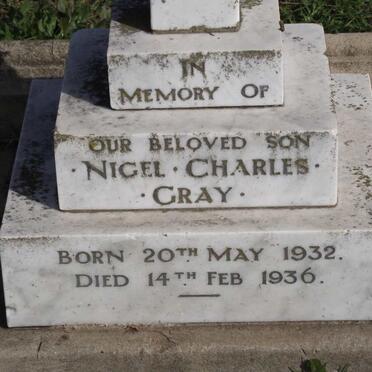 IN
MEMORY OF
OUR BELOVED SON
· NIGEL · CHARLES ·
· GRAY ·
BORN 20TH MAY 1932.
DIED 14TH FEB 1936.